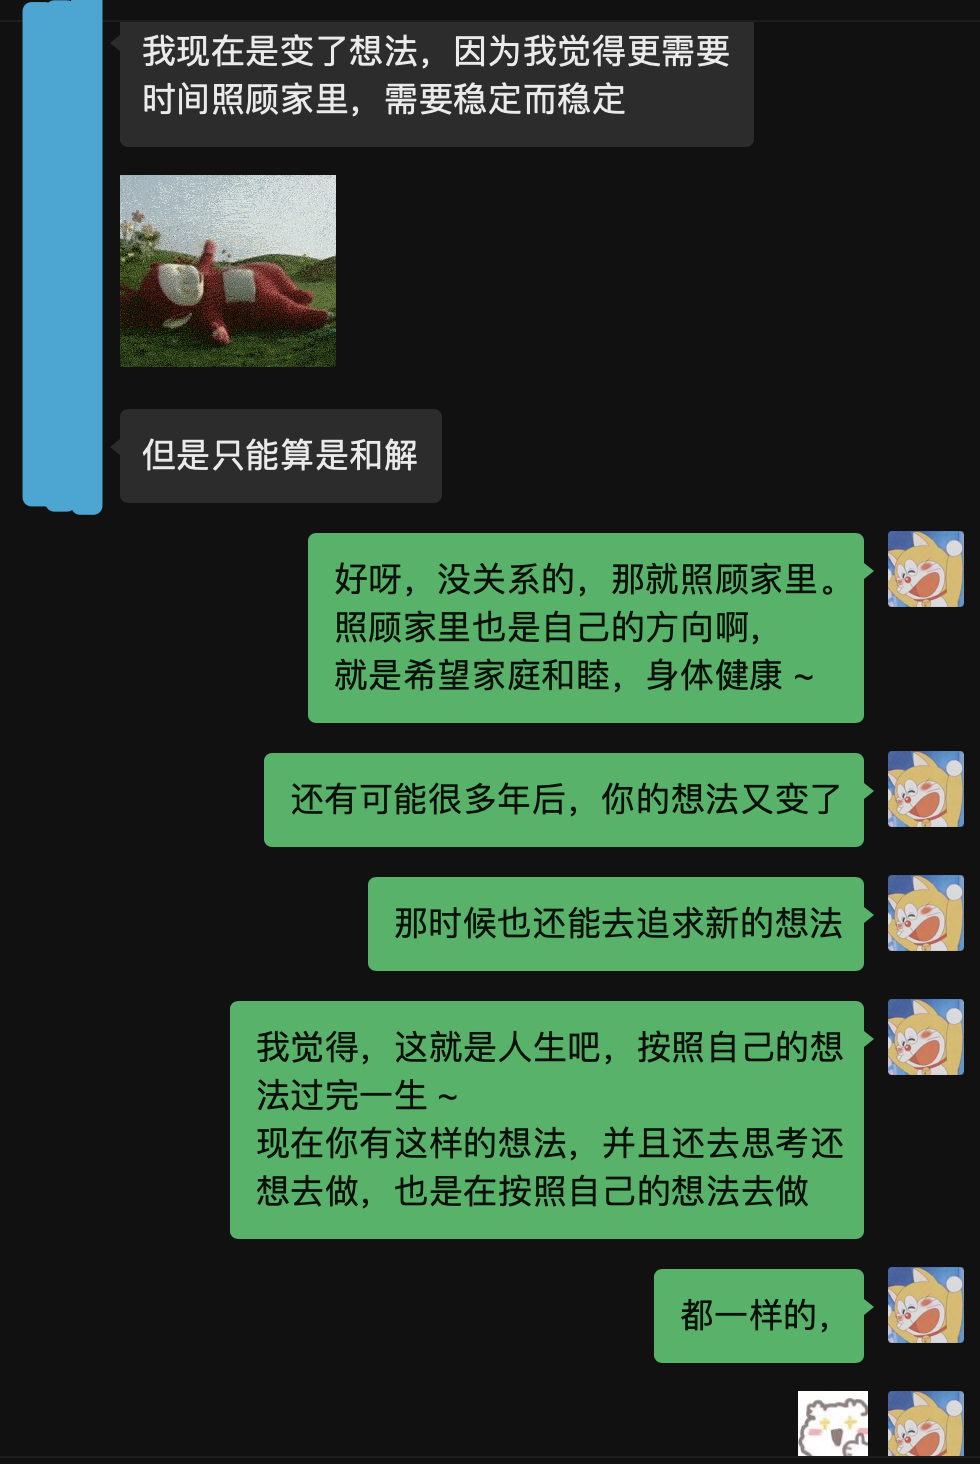 我现在是变了想法，因为我觉得更需要
时间照顾家里，需要稳定而稳定
但是只能算是和解
好呀，没关系的，那就照顾家里。
照顾家里也是自己的方向啊，
就是希望家庭和睦，身体健康 ~
还有可能很多年后，你的想法又变了
那时候也还能去追求新的想法
我觉得，这就是人生吧，按照自己的想
法过完一生 ~
现在你有这样的想法，并且还去思考还
想去做，也是在按照自己的想法去做
都一样的，